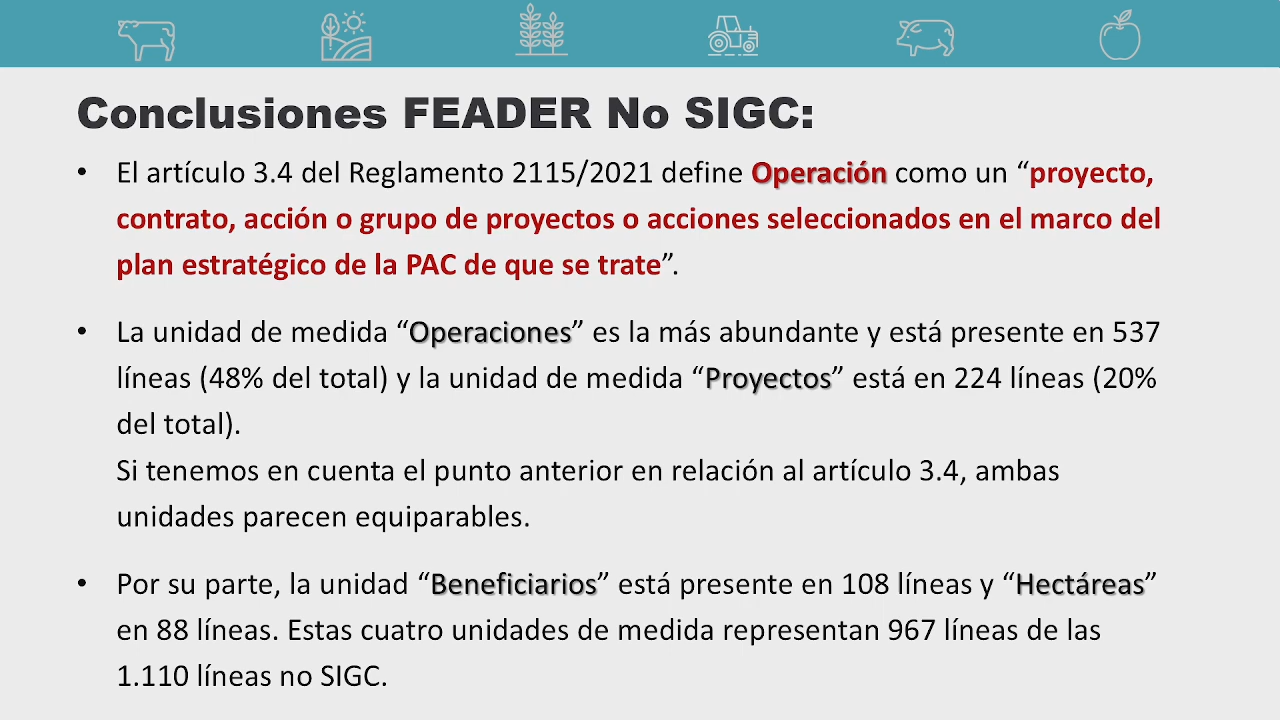 Conclusiones FEADER No SIGC:
• El artículo 3.4 del Reglamento 2115/2021 define Operación como un “proyecto,
contrato, acción o grupo de proyectos o acciones seleccionados en el marco del
plan estratégico de la PAC de que se trate”.
• La unidad de medida “Operaciones” es la más abundante y está presente en 537
líneas (48% del total) y la unidad de medida “Proyectos” está en 224 líneas (20%
del total).
Si tenemos en cuenta el punto anterior en relación al artículo 3.4, ambas
unidades parecen equiparables.
• Por su parte, la unidad “Beneficiarios” está presente en 108 líneas y “Hectáreas”
en 88 líneas. Estas cuatro unidades de medida representan 967 líneas de las
1.110 líneas no SIGC.